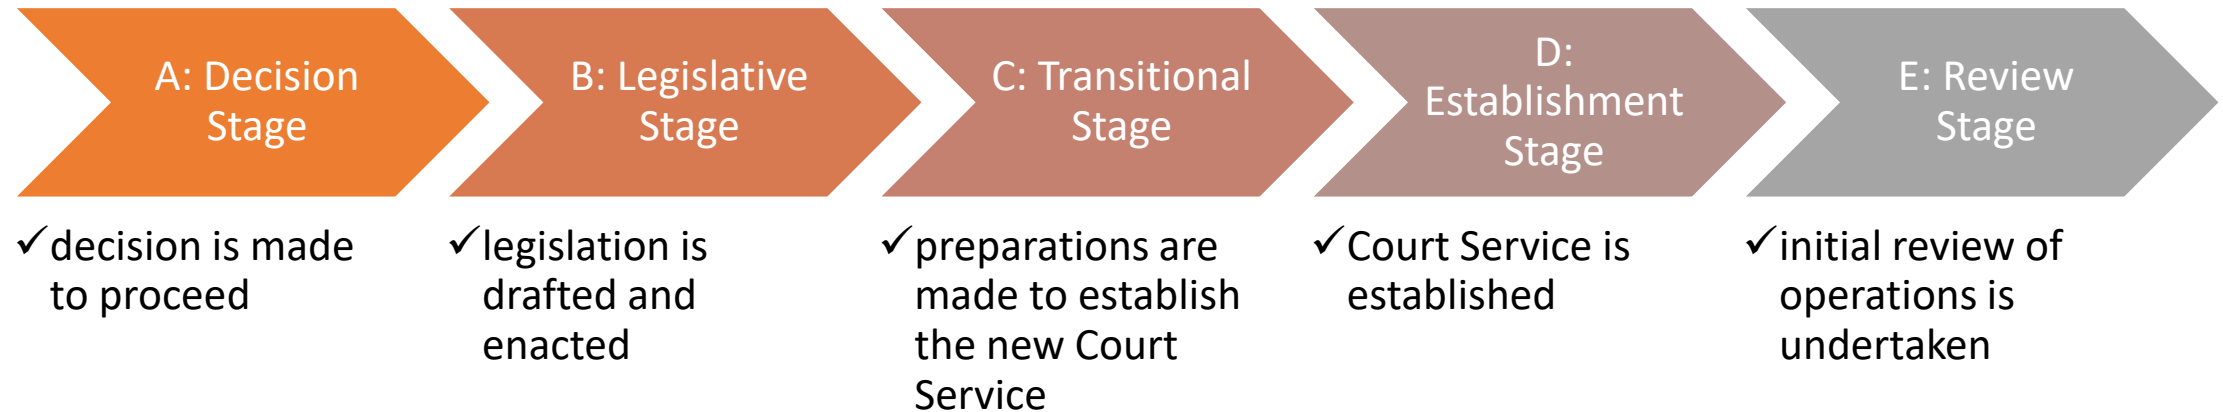 A: Decision
Stage
B: Legislative
Stage
C: Transitional
Stage
D:
Establishment
Stage
E: Review
Stage
✓decision is made
to proceed
✓legislation is
drafted and
enacted
✓preparations are
made to establish
the new Court
Service
✓Court Service is
established
✓initial review of
operations is
undertaken